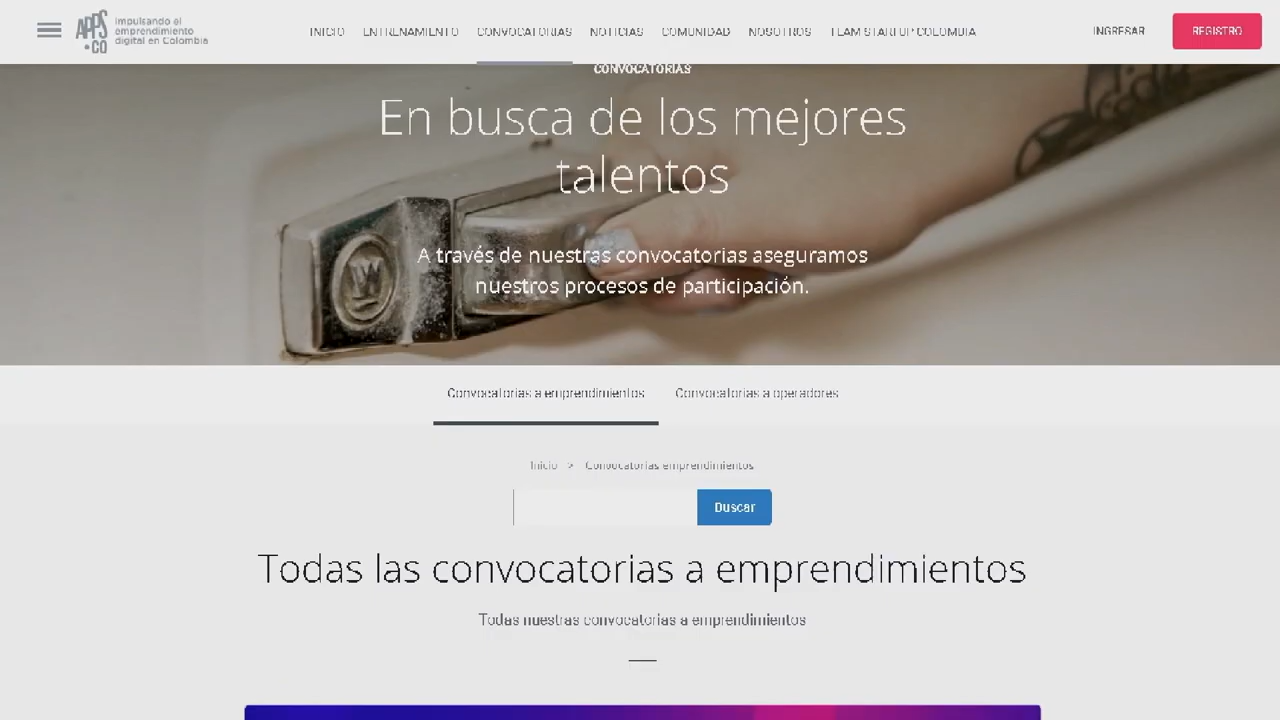 APPS
.CO
Impulsando el
emprendimiento
digital en Colombia
INICIO ENTRENAMIENTO CONVOCATORIAS NOTICIAS COMUNIDAD NOSOTROS TEAM STARTUP COLOMBIA
INGRESAR REGISTRO
CONVOCATORIAS
En busca de los mejores
talentos
A través de nuestras convocatorias aseguramos
nuestros procesos de participación.
Convocatorias a emprendimientos Convocatorias a operadores
Inicio > Convocatorias emprendimientos
Buscar
Todas las convocatorias a emprendimientos
Todas nuestras convocatorias a emprendimientos